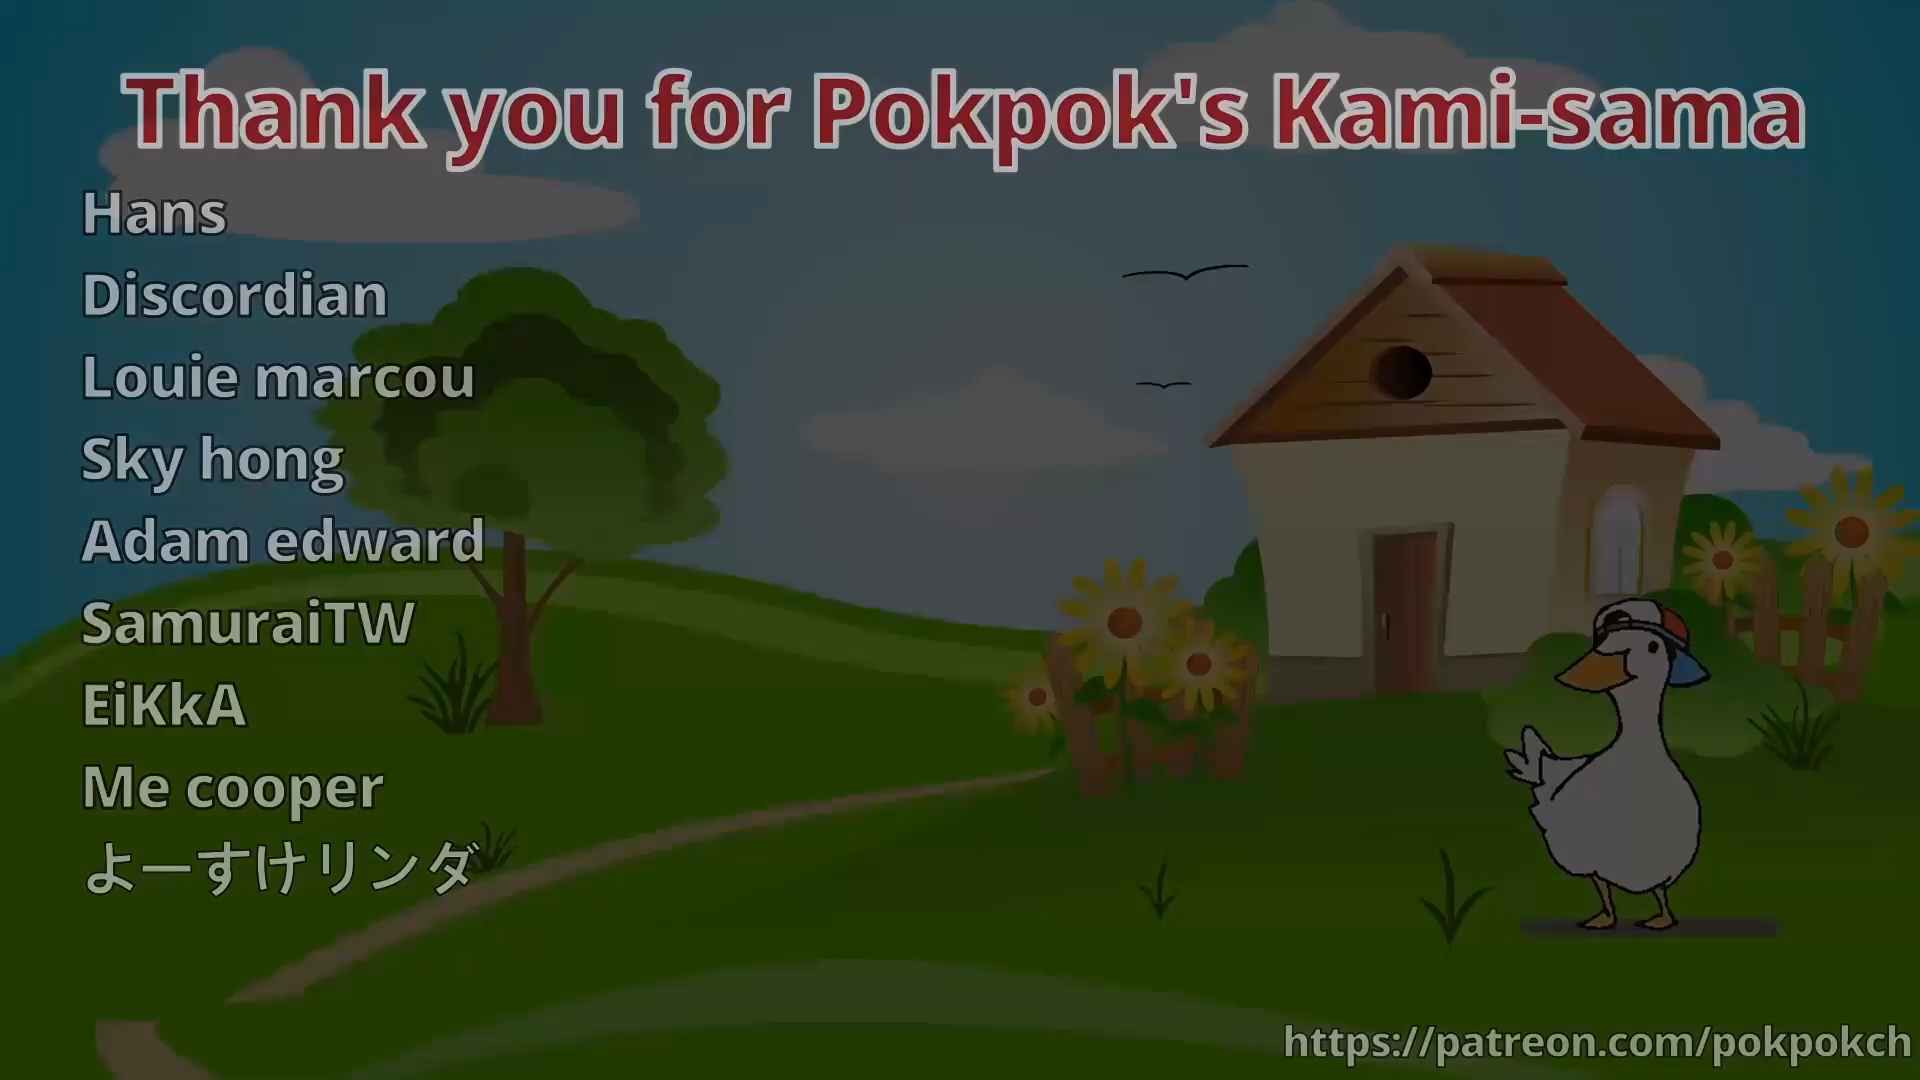 Thank you for Pokpok's Kami-sama
Hans
Discordian
Louie marcou
Sky hong
Adam edward
SamuraiTW
EiKkA
Me cooper
よーすけリンダ
https://patreon.com/pokpokch